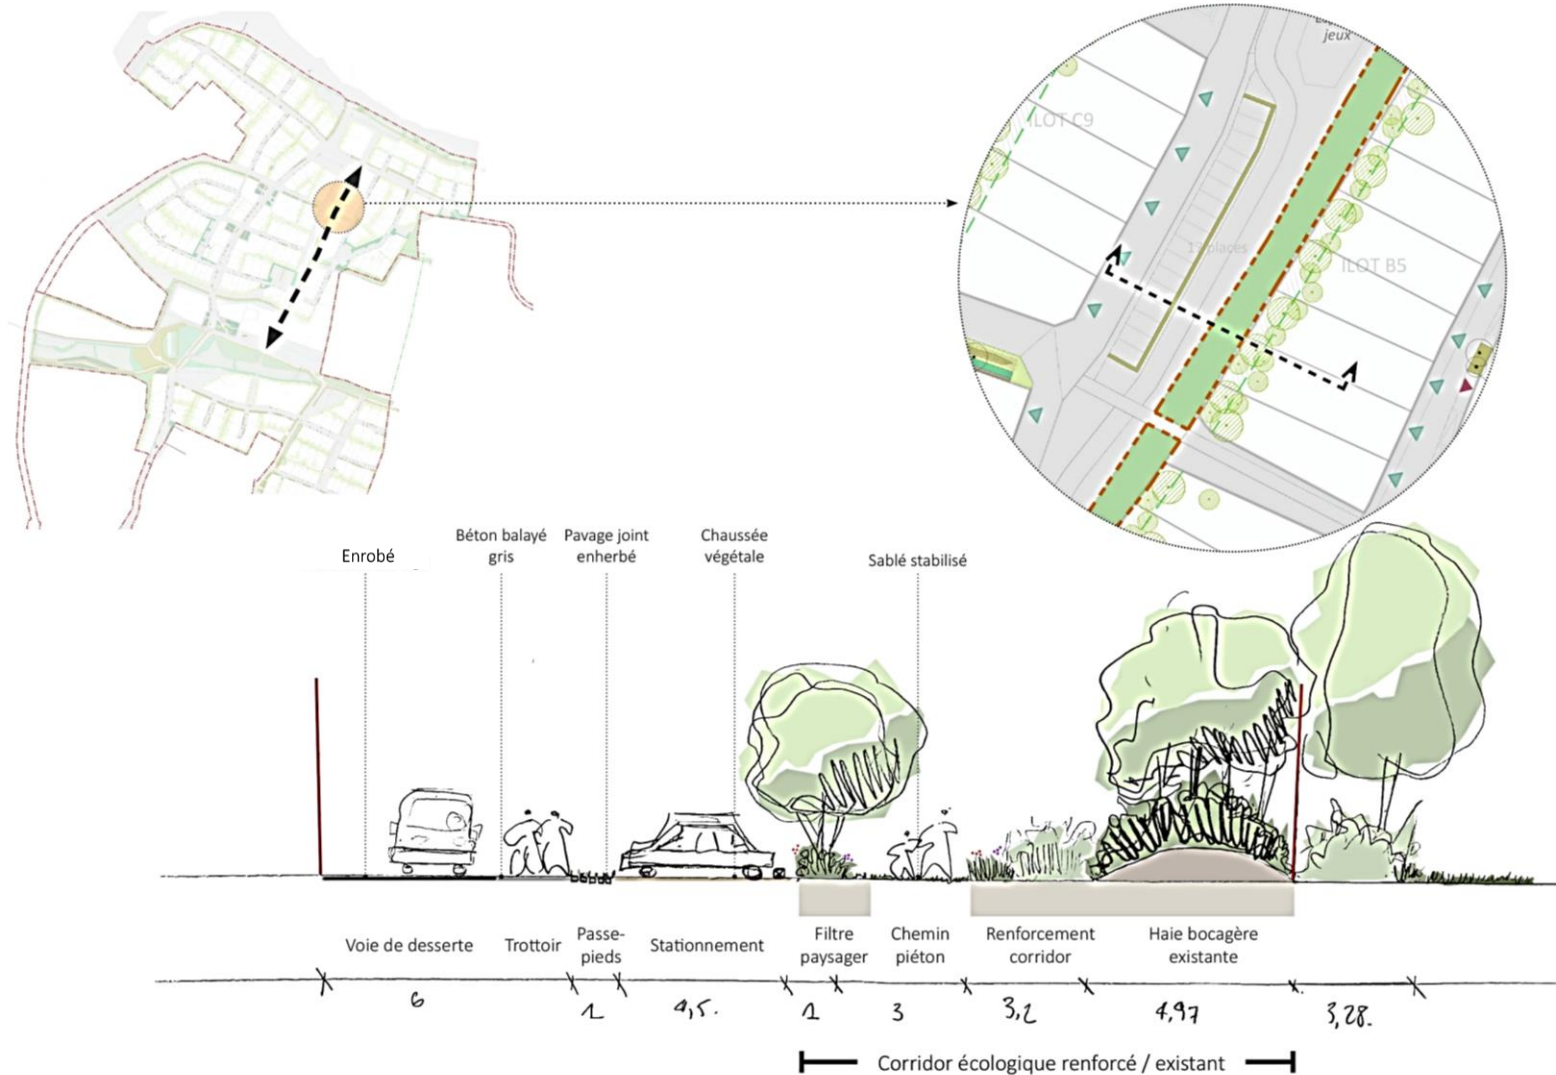 jeux
ILOT C9
places
ILOT B5
Enrobé
Béton balayé
gris
Pavage joint
enherbé
Chaussée
végétale
Sablé stabilisé
Voie de desserte
Trottoir
Passe-
pieds
Stationnement
Filtre
paysager
Chemin
piéton
Renforcement
corridor
Haie bocagère
existante
6
1
4,5.
1
3
3,2
4,97
3,28.
Corridor écologique renforcé / existant